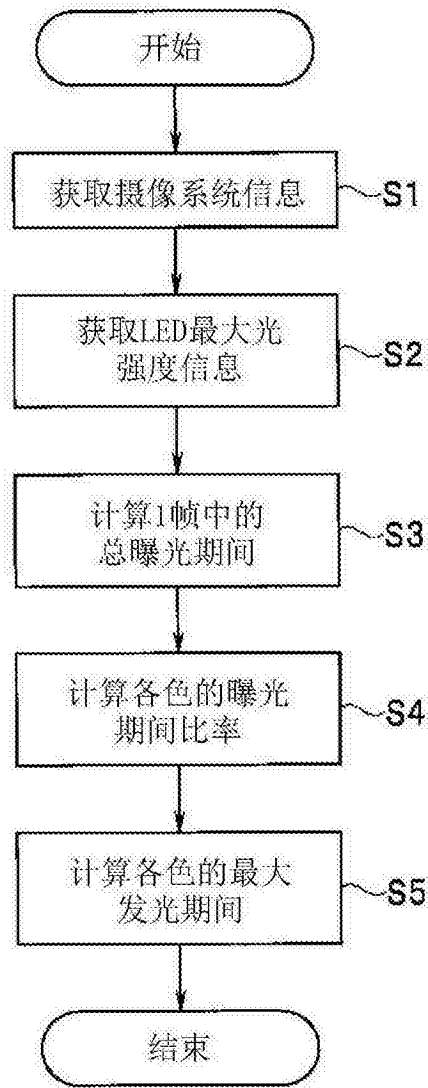 开始
获取摄像系统信息
S1
获取LED最大光
强度信息
S2
计算1帧中的
总曝光期间
S3
计算各色的曝光
期间比率
S4
计算各色的最大
发光期间
S5
结束